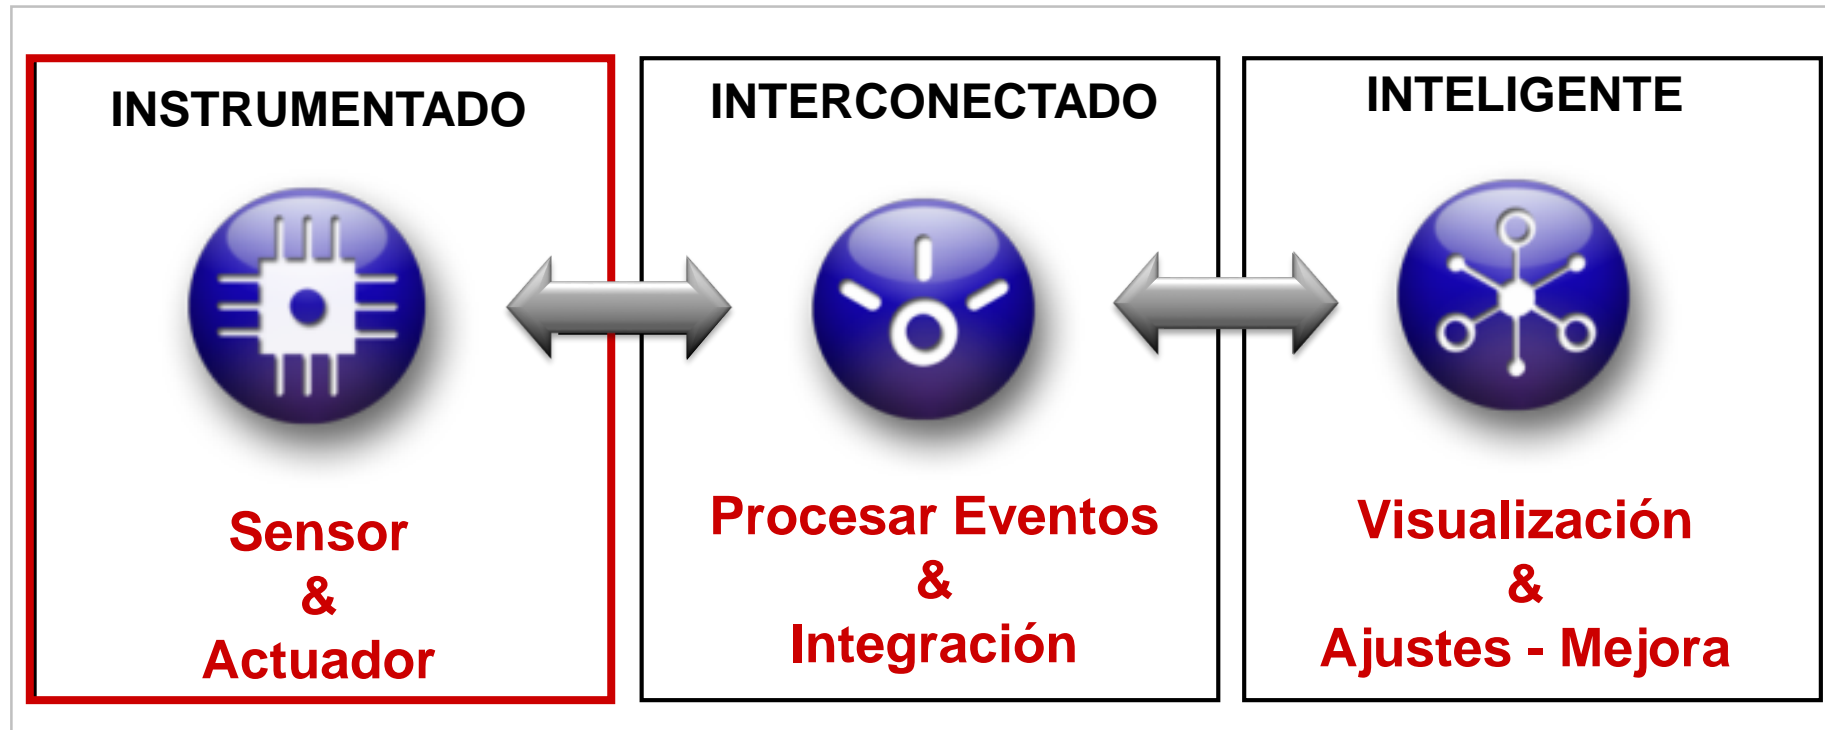 INSTRUMENTADO
Sensor
&
Actuador
INTERCONECTADO
Procesar Eventos
&
Integración
INTELIGENTE
Visualización
&
Ajustes - Mejora